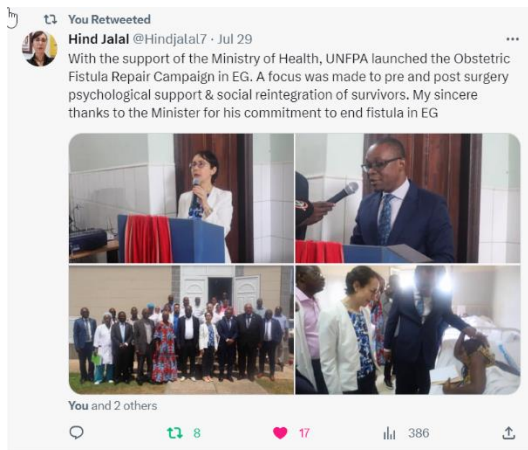 You Retweeted
Hind Jalal @Hindjalal7 · Jul 29
With the support of the Ministry of Health, UNFPA launched the Obstetric
Fistula Repair Campaign in EG. A focus was made to pre and post surgery
psychological support & social reintegration of survivors. My sincere
thanks to the Minister for his commitment to end fistula in EG
You and 2 others
8
17
386